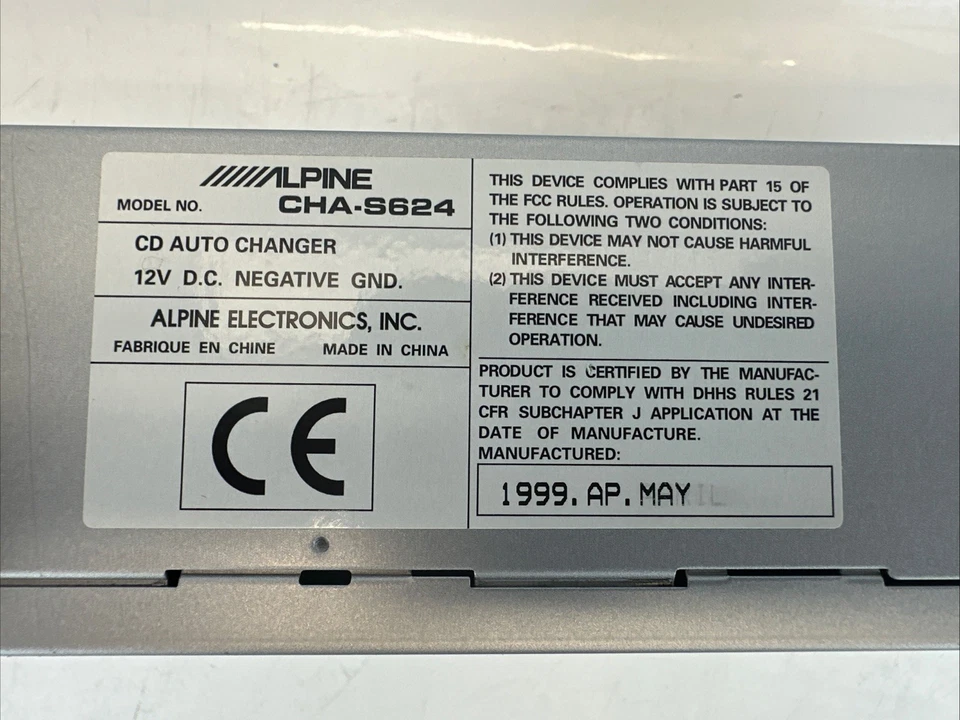 ALPINE
MODEL NO. CHA-S624
CD AUTO CHANGER
12V D.C. NEGATIVE GND.
ALPINE ELECTRONICS, INC.
FABRIQUE EN CHINE MADE IN CHINA
CE
THIS DEVICE COMPLIES WITH PART 15 OF
THE FCC RULES. OPERATION IS SUBJECT TO
THE FOLLOWING TWO CONDITIONS:
(1) THIS DEVICE MAY NOT CAUSE HARMFUL
INTERFERENCE.
(2) THIS DEVICE MUST ACCEPT ANY INTER-
FERENCE RECEIVED INCLUDING INTER-
FERENCE THAT MAY CAUSE UNDESIRED
OPERATION.
PRODUCT IS CERTIFIED BY THE MANUFAC-
TURER TO COMPLY WITH DHHS RULES 21
CFR SUBCHAPTER J APPLICATION AT THE
DATE OF MANUFACTURE.
MANUFACTURED:
1999.AP.MAY